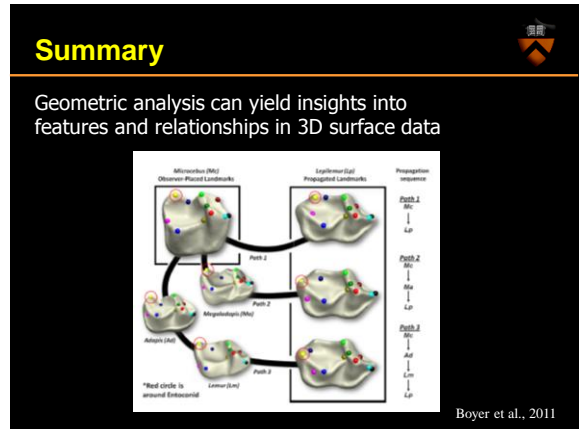 Summary
Geometric analysis can yield insights into
features and relationships in 3D surface data
Microcebus (Mc)
Observer-Placed Landmarks
Lepilemur (Lp)
Propagated Landmarks
Propagation
sequence
Path 1
Mc
Lp
Path 1
Path 2
Mc
Ma
Lp
Megaladapis (Ma)
Path 2
Adapis (Ad)
Path 3
Mc
Ad
Lm
Lp
Lemur (Lm)
Path 3
*Red circle is
around Entoconid
Boyer et al., 2011